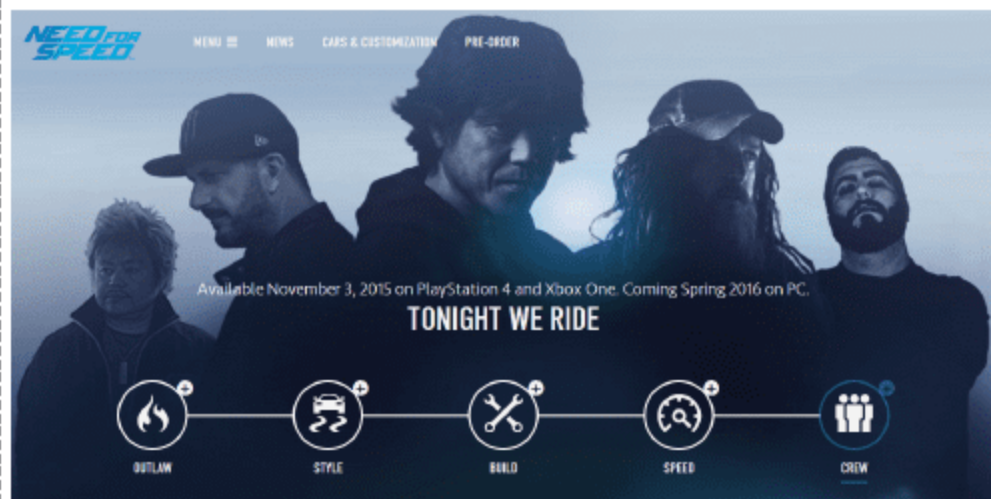 NEED FOR
SPEED
MENU NEWS CARS & CUSTOMIZATION PRE-ORDER
Available November 3, 2015 on PlayStation 4 and Xbox One. Coming Spring 2016 on PC.
TONIGHT WE RIDE
OUTLAW STYLE BUILD SPEED CREW